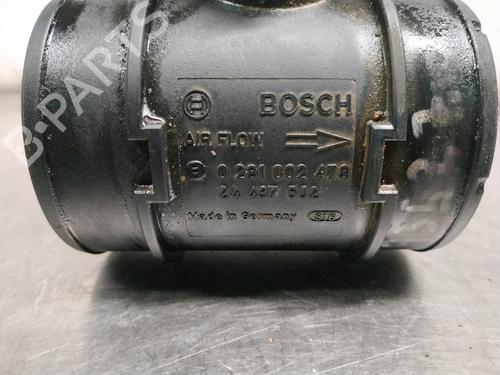 BOSCH
AIR FLOW
0 281 002 478
24 437 502
Made in Germany
B-PARTS